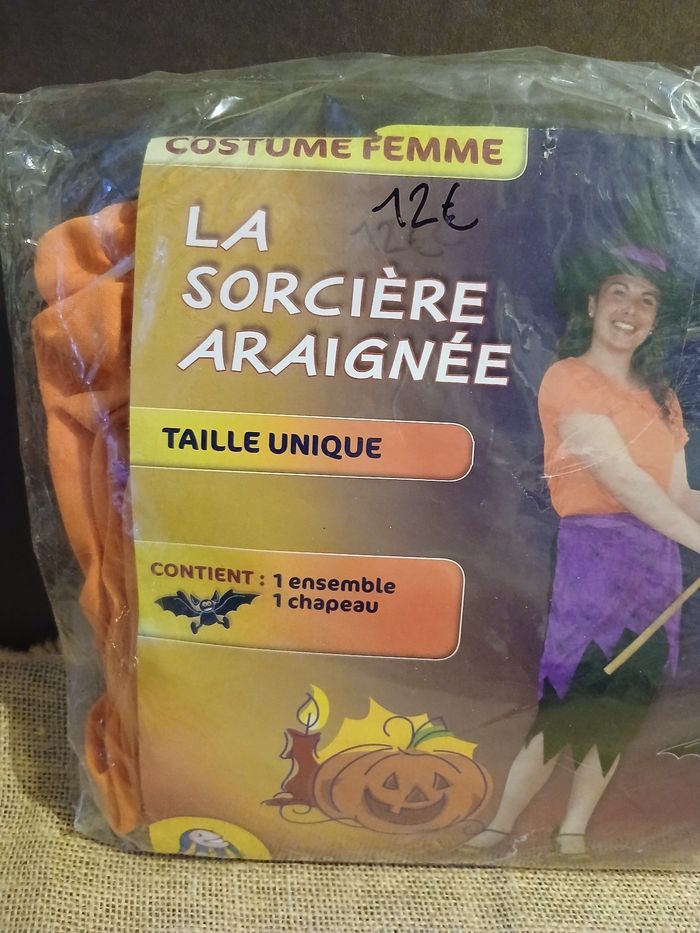 COSTUME FEMME
12€
LA
SORCIÈRE
ARAIGNÉE
TAILLE UNIQUE
CONTIENT : 1 ensemble
1 chapeau